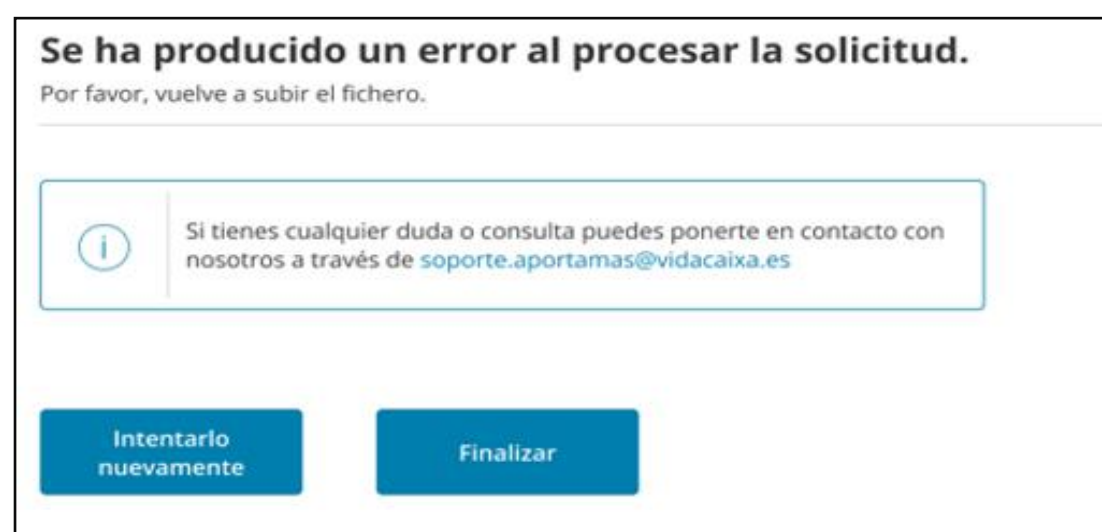 Se ha producido un error al procesar la solicitud.
Por favor, vuelve a subir el fichero.
i
Si tienes cualquier duda o consulta puedes ponerte en contacto con
nosotros a través de soporte.aportamas@vidacaixa.es
Intentarlo
nuevamente
Finalizar